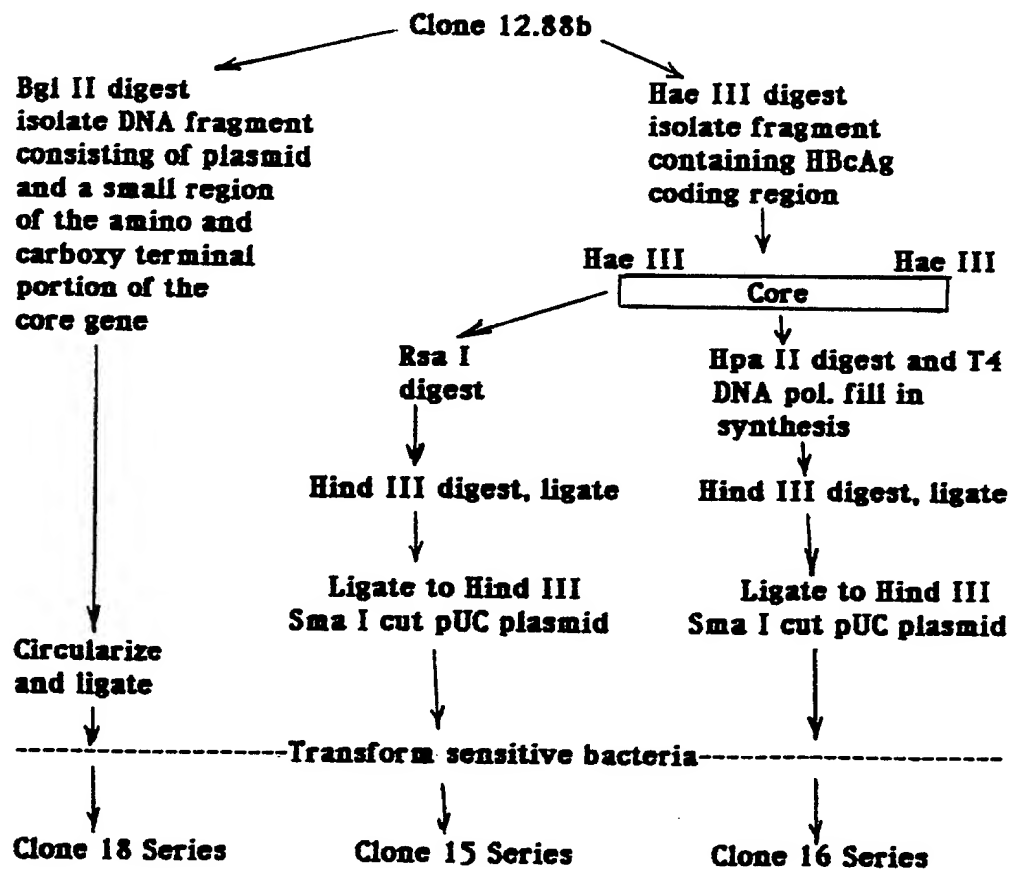 Clone 12.88b
Bgl II digest
isolate DNA fragment
consisting of plasmid
and a small region
of the amino and
carboxy terminal
portion of the
core gene
Hae III digest
isolate fragment
containing HBcAg
coding region
Hae III
Hae III
Core
Rsa I
digest
Hpa II digest and T4
DNA pol. fill in
synthesis
Hind III digest, ligate
Hind III digest, ligate
Ligate to Hind III
Sma I cut pUC plasmid
Ligate to Hind III
Sma I cut pUC plasmid
Circularize
and ligate
Transform sensitive bacteria
Clone 18 Series
Clone 15 Series
Clone 16 Series